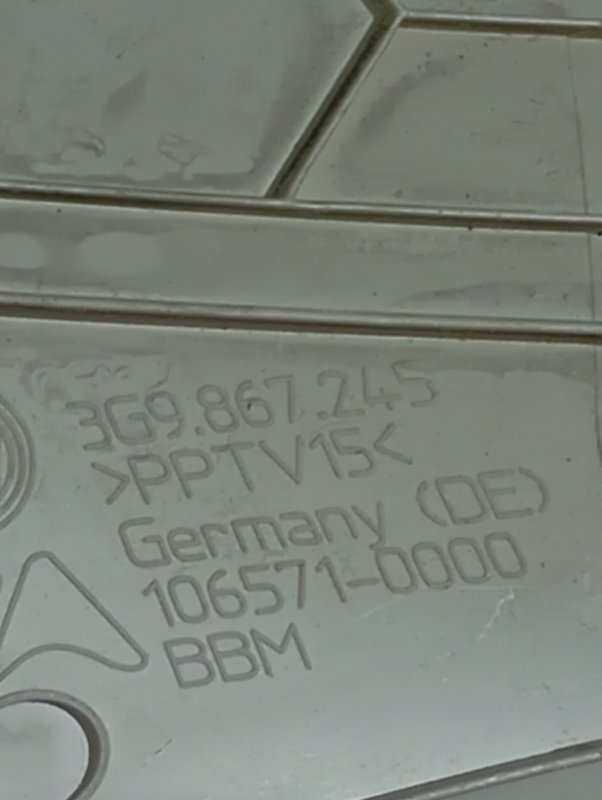 3G9.867.245
>PPTV15<
Germany (DE)
106571-0000
BBM